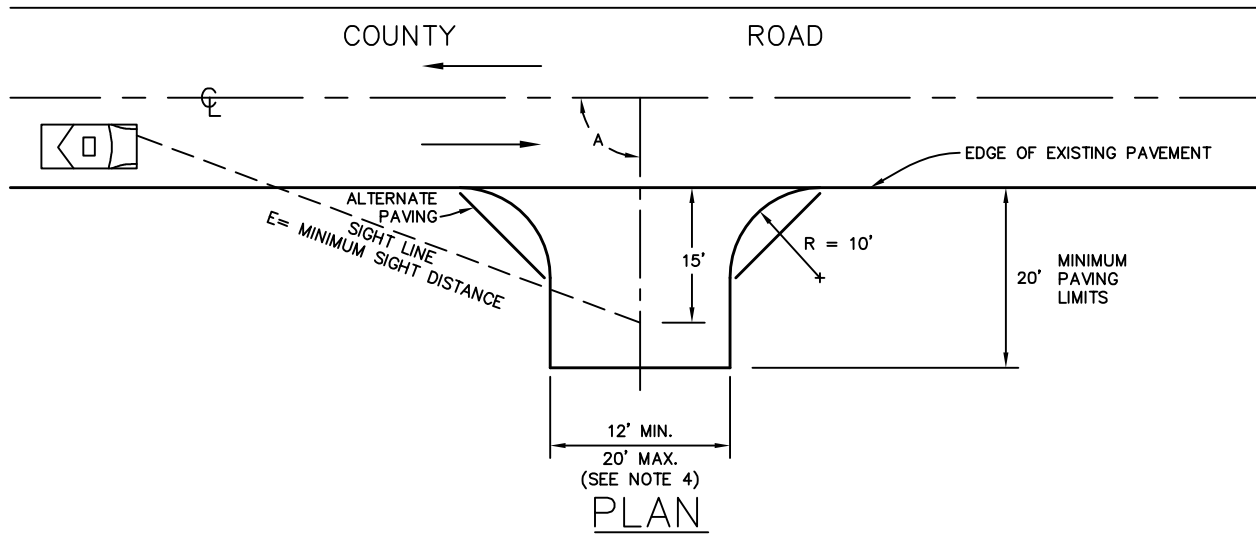 COUNTY ROAD
℄
A
EDGE OF EXISTING PAVEMENT
ALTERNATE
PAVING
SIGHT LINE
E= MINIMUM SIGHT DISTANCE
15'
R = 10'
20'
MINIMUM
PAVING
LIMITS
12' MIN.
20' MAX.
(SEE NOTE 4)
PLAN